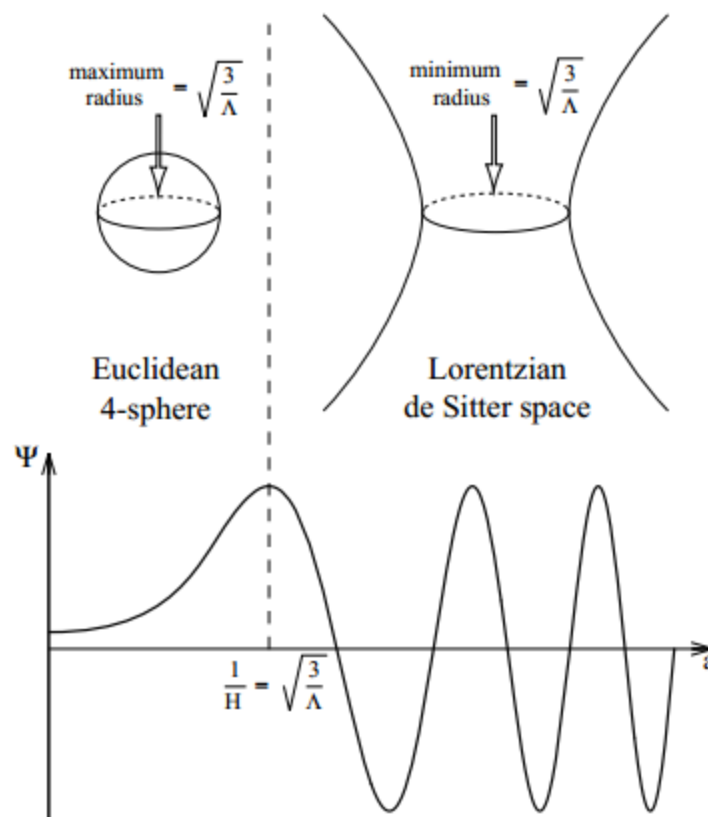 maximum radius = √(3/Λ)
minimum radius = √(3/Λ)
Euclidean
4-sphere
Lorentzian
de Sitter space
Ψ
1/H = √(3/Λ)